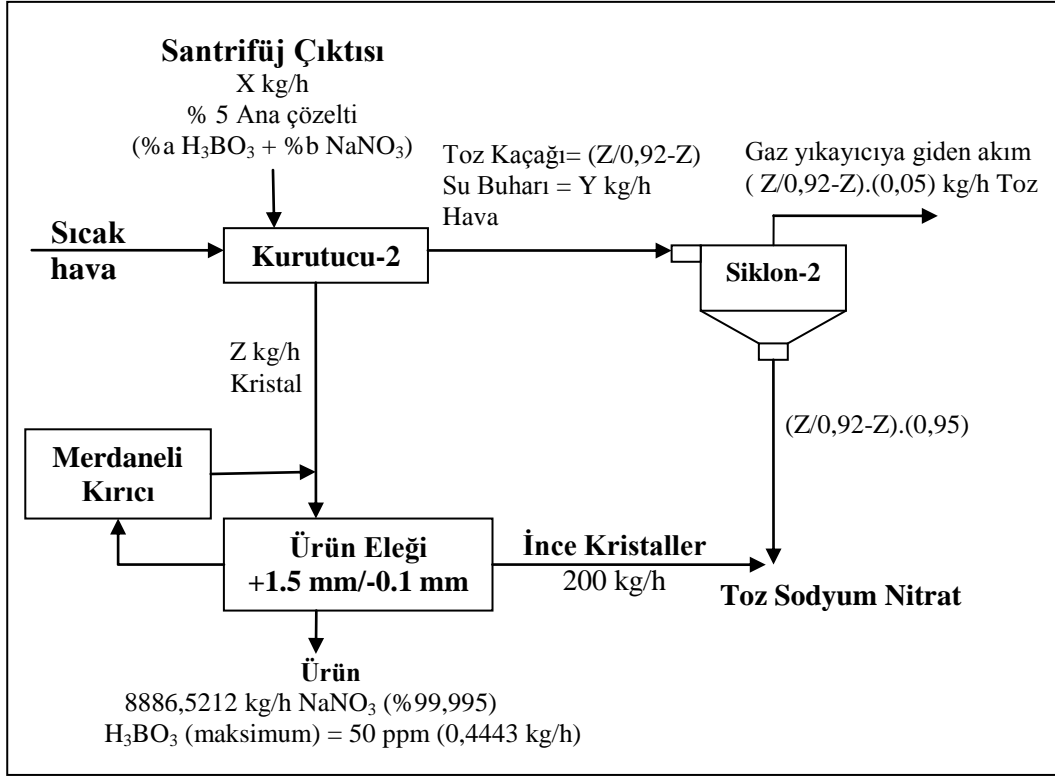 Santrifüj Çıktısı
X kg/h
% 5 Ana çözelti
(%a H₃BO₃ + %b NaNO₃)
Toz Kaçağı= (Z/0,92-Z)
Su Buharı = Y kg/h
Hava
Gaz yıkayıcıya giden akım
( Z/0,92-Z).(0,05) kg/h Toz
Sıcak
hava
Kurutucu-2
Siklon-2
Z kg/h
Kristal
(Z/0,92-Z).(0,95)
Merdaneli
Kırıcı
Ürün Eleği
+1.5 mm/-0.1 mm
İnce Kristaller
200 kg/h
Toz Sodyum Nitrat
Ürün
8886,5212 kg/h NaNO₃ (%99,995)
H₃BO₃ (maksimum) = 50 ppm (0,4443 kg/h)